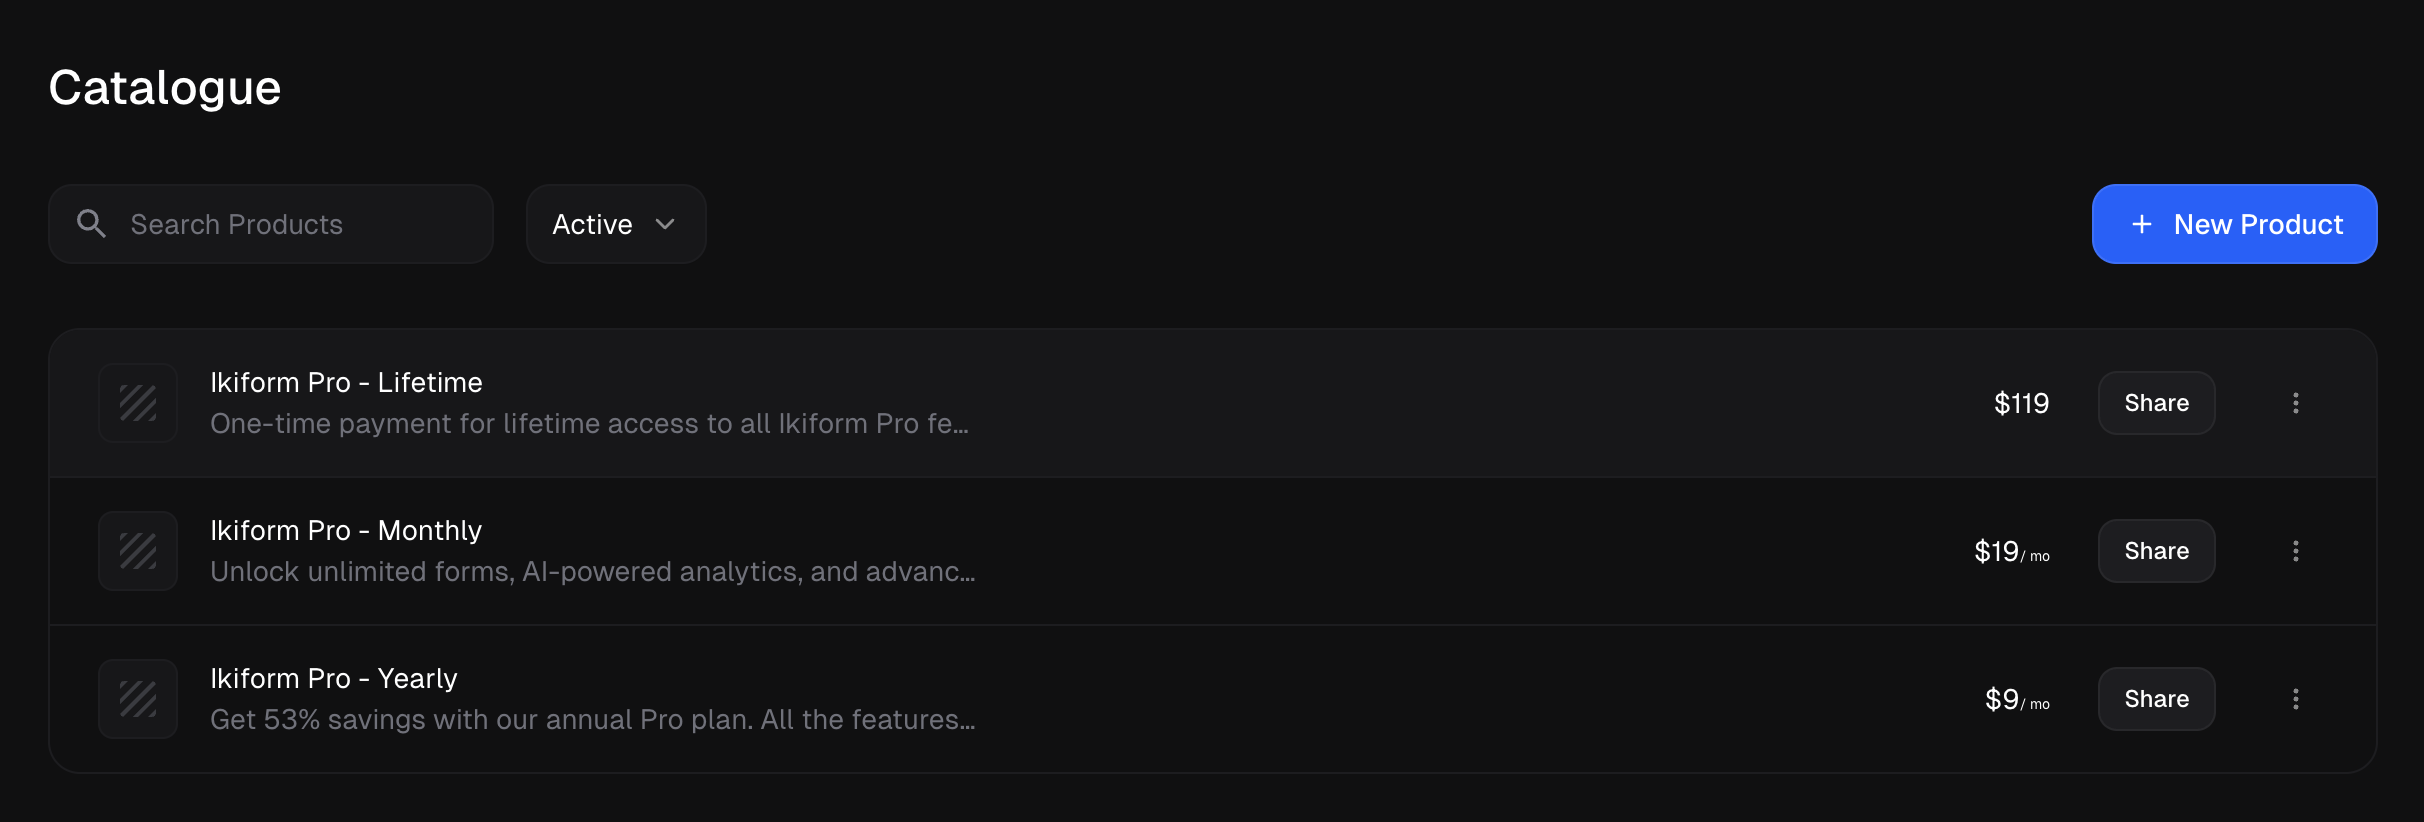 Catalogue
Search Products
Active
+ New Product
Ikiform Pro - Lifetime
One-time payment for lifetime access to all Ikiform Pro fe...
$119
Share
Ikiform Pro - Monthly
Unlock unlimited forms, AI-powered analytics, and advanc...
$19/ mo
Share
Ikiform Pro - Yearly
Get 53% savings with our annual Pro plan. All the features...
$9/ mo
Share